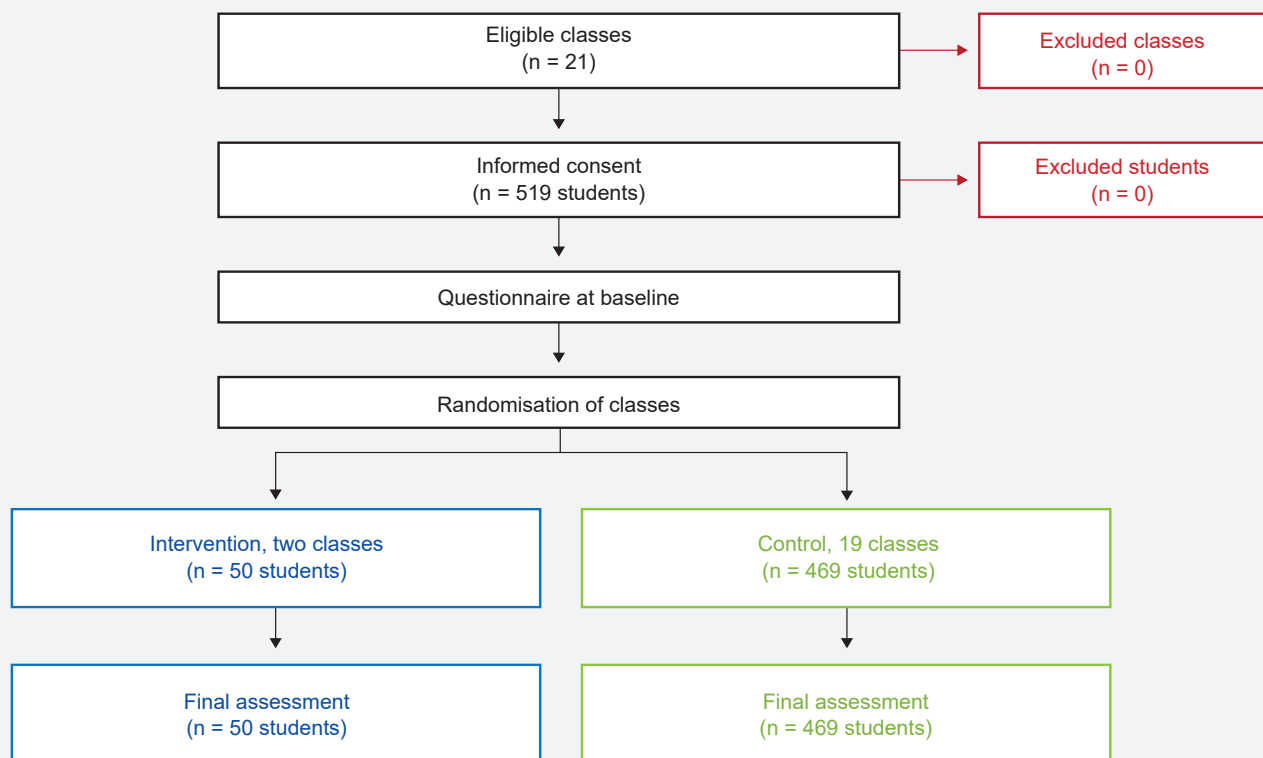 Eligible classes
(n = 21)
Excluded classes
(n = 0)
Informed consent
(n = 519 students)
Excluded students
(n = 0)
Questionnaire at baseline
Randomisation of classes
Intervention, two classes
(n = 50 students)
Control, 19 classes
(n = 469 students)
Final assessment
(n = 50 students)
Final assessment
(n = 469 students)